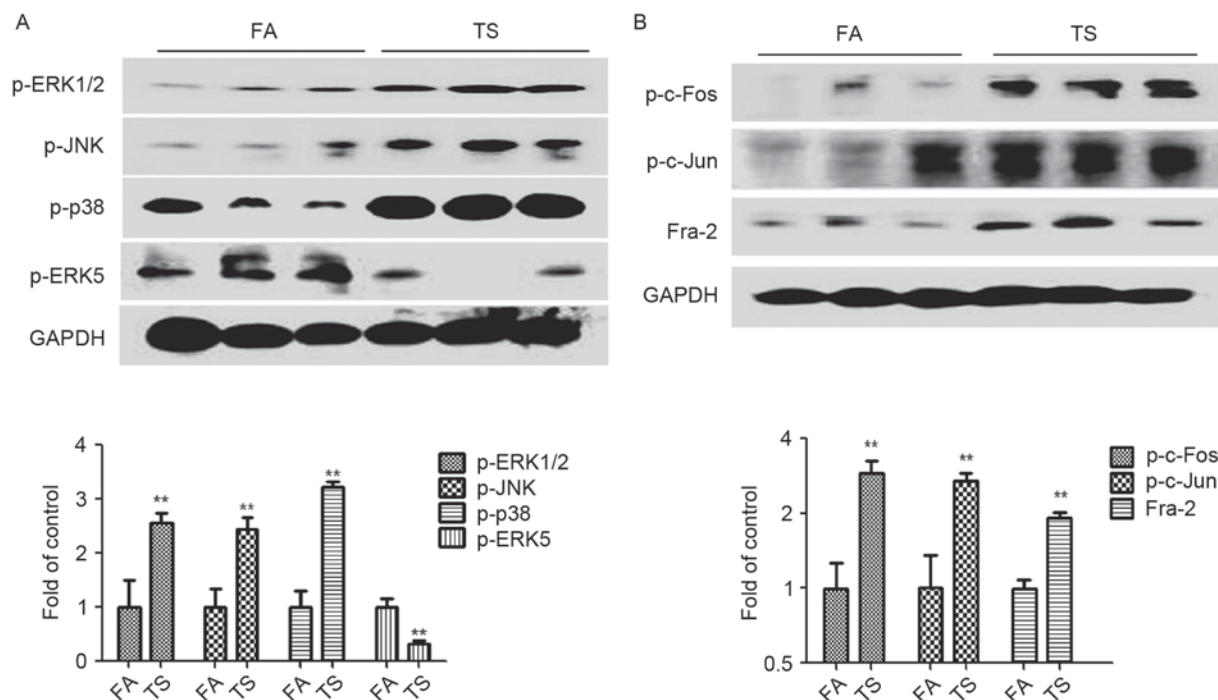 A
FA
TS
p-ERK1/2
p-JNK
p-p38
p-ERK5
GAPDH
4
3
2
1
0
Fold of control
**
**
**
**
FA
TS
FA
TS
FA
TS
FA
TS
p-ERK1/2
p-JNK
p-p38
p-ERK5
B
FA
TS
p-c-Fos
p-c-Jun
Fra-2
GAPDH
4
2
1
0.5
Fold of control
**
**
**
FA
TS
FA
TS
FA
TS
p-c-Fos
p-c-Jun
Fra-2